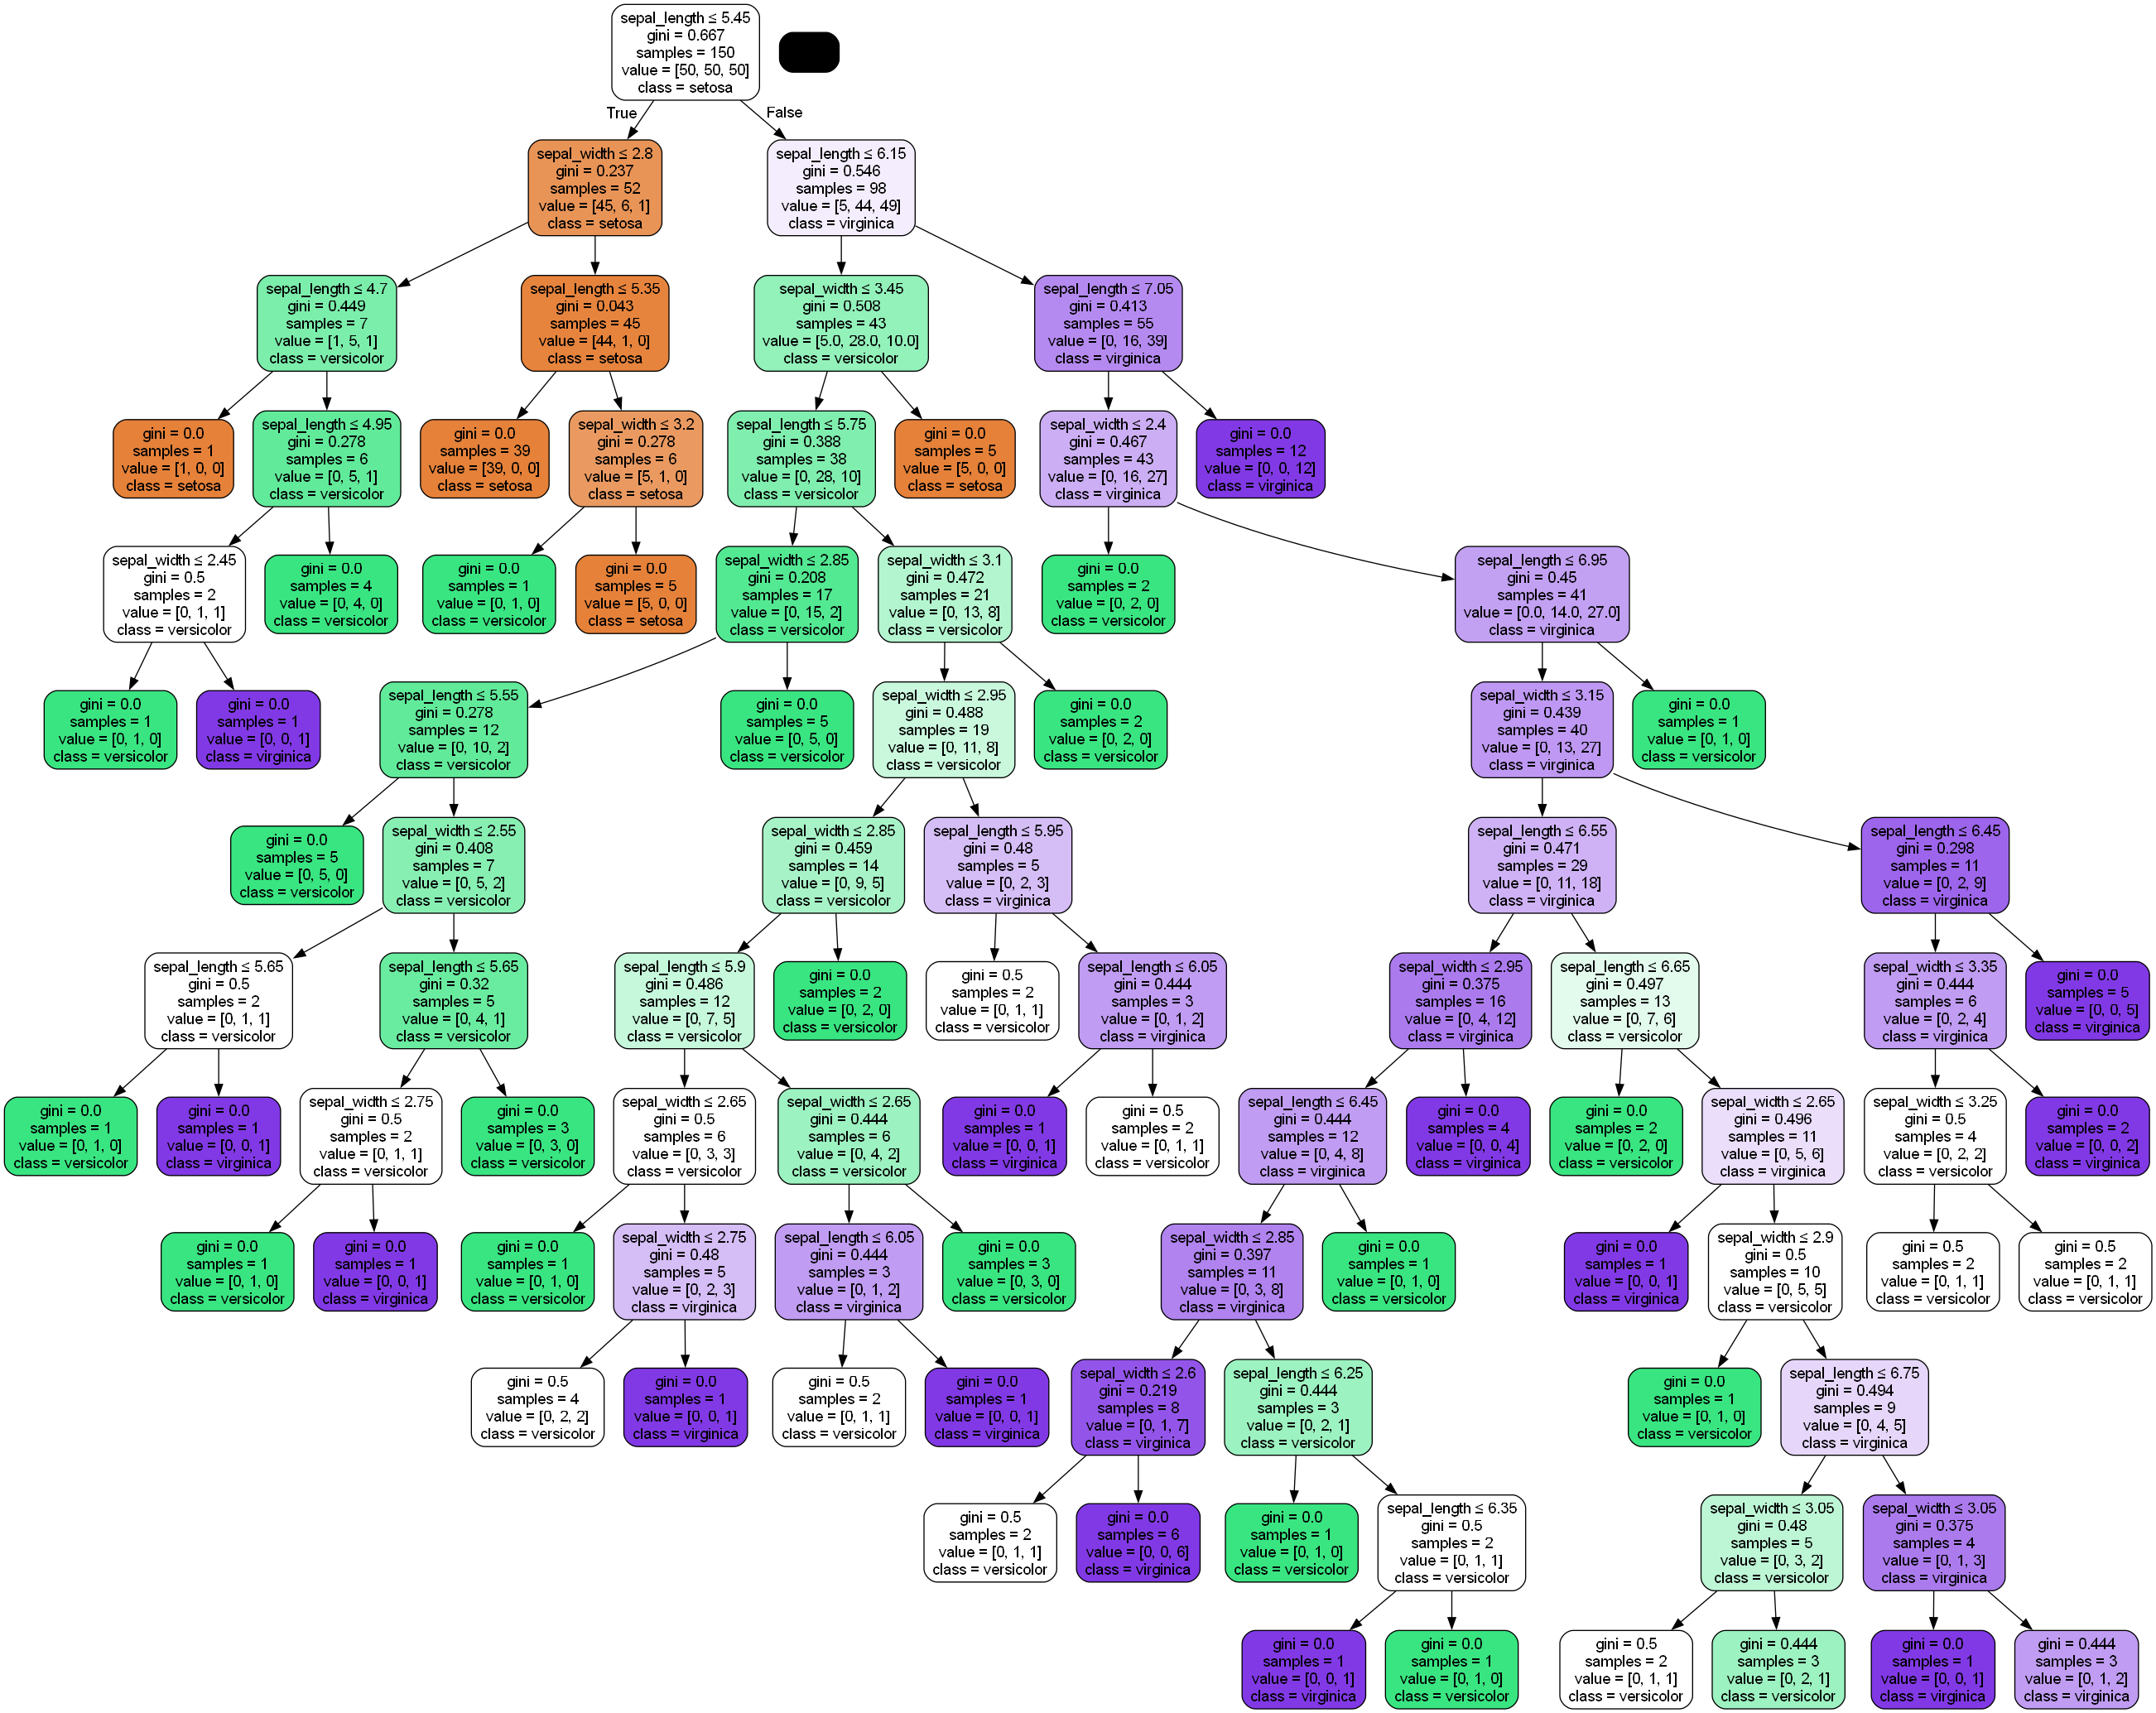 sepal_length ≤ 5.45
gini = 0.667
samples = 150
value = [50, 50, 50]
class = setosa
True
False
sepal_width ≤ 2.8
gini = 0.237
samples = 52
value = [45, 6, 1]
class = setosa
sepal_length ≤ 6.15
gini = 0.546
samples = 98
value = [5, 44, 49]
class = virginica
sepal_length ≤ 4.7
gini = 0.449
samples = 7
value = [1, 5, 1]
class = versicolor
sepal_length ≤ 5.35
gini = 0.043
samples = 45
value = [44, 1, 0]
class = setosa
sepal_width ≤ 3.45
gini = 0.508
samples = 43
value = [5.0, 28.0, 10.0]
class = versicolor
sepal_length ≤ 7.05
gini = 0.413
samples = 55
value = [0, 16, 39]
class = virginica
gini = 0.0
samples = 1
value = [1, 0, 0]
class = setosa
sepal_length ≤ 4.95
gini = 0.278
samples = 6
value = [0, 5, 1]
class = versicolor
gini = 0.0
samples = 39
value = [39, 0, 0]
class = setosa
sepal_width ≤ 3.2
gini = 0.278
samples = 6
value = [5, 1, 0]
class = setosa
sepal_length ≤ 5.75
gini = 0.388
samples = 38
value = [0, 28, 10]
class = versicolor
gini = 0.0
samples = 5
value = [5, 0, 0]
class = setosa
sepal_width ≤ 2.4
gini = 0.467
samples = 43
value = [0, 16, 27]
class = virginica
gini = 0.0
samples = 12
value = [0, 0, 12]
class = virginica
sepal_width ≤ 2.45
gini = 0.5
samples = 2
value = [0, 1, 1]
class = versicolor
gini = 0.0
samples = 4
value = [0, 4, 0]
class = versicolor
gini = 0.0
samples = 1
value = [0, 1, 0]
class = versicolor
gini = 0.0
samples = 5
value = [5, 0, 0]
class = setosa
sepal_width ≤ 2.85
gini = 0.208
samples = 17
value = [0, 15, 2]
class = versicolor
sepal_width ≤ 3.1
gini = 0.472
samples = 21
value = [0, 13, 8]
class = versicolor
gini = 0.0
samples = 2
value = [0, 2, 0]
class = versicolor
sepal_length ≤ 6.95
gini = 0.45
samples = 41
value = [0.0, 14.0, 27.0]
class = virginica
gini = 0.0
samples = 1
value = [0, 1, 0]
class = versicolor
gini = 0.0
samples = 1
value = [0, 0, 1]
class = virginica
sepal_length ≤ 5.55
gini = 0.278
samples = 12
value = [0, 10, 2]
class = versicolor
gini = 0.0
samples = 5
value = [0, 5, 0]
class = versicolor
sepal_width ≤ 2.95
gini = 0.488
samples = 19
value = [0, 11, 8]
class = versicolor
gini = 0.0
samples = 2
value = [0, 2, 0]
class = versicolor
sepal_width ≤ 3.15
gini = 0.439
samples = 40
value = [0, 13, 27]
class = virginica
gini = 0.0
samples = 1
value = [0, 1, 0]
class = versicolor
gini = 0.0
samples = 5
value = [0, 5, 0]
class = versicolor
sepal_width ≤ 2.55
gini = 0.408
samples = 7
value = [0, 5, 2]
class = versicolor
sepal_width ≤ 2.85
gini = 0.459
samples = 14
value = [0, 9, 5]
class = versicolor
sepal_length ≤ 5.95
gini = 0.48
samples = 5
value = [0, 2, 3]
class = virginica
sepal_length ≤ 6.55
gini = 0.471
samples = 29
value = [0, 11, 18]
class = virginica
sepal_length ≤ 6.45
gini = 0.298
samples = 11
value = [0, 2, 9]
class = virginica
sepal_length ≤ 5.65
gini = 0.5
samples = 2
value = [0, 1, 1]
class = versicolor
sepal_length ≤ 5.65
gini = 0.32
samples = 5
value = [0, 4, 1]
class = versicolor
sepal_length ≤ 5.9
gini = 0.486
samples = 12
value = [0, 7, 5]
class = versicolor
gini = 0.0
samples = 2
value = [0, 2, 0]
class = versicolor
gini = 0.5
samples = 2
value = [0, 1, 1]
class = versicolor
sepal_length ≤ 6.05
gini = 0.444
samples = 3
value = [0, 1, 2]
class = virginica
sepal_width ≤ 2.95
gini = 0.375
samples = 16
value = [0, 4, 12]
class = virginica
sepal_length ≤ 6.65
gini = 0.497
samples = 13
value = [0, 7, 6]
class = versicolor
sepal_width ≤ 3.35
gini = 0.444
samples = 6
value = [0, 2, 4]
class = virginica
gini = 0.0
samples = 5
value = [0, 0, 5]
class = virginica
gini = 0.0
samples = 1
value = [0, 1, 0]
class = versicolor
gini = 0.0
samples = 1
value = [0, 0, 1]
class = virginica
sepal_width ≤ 2.75
gini = 0.5
samples = 2
value = [0, 1, 1]
class = versicolor
gini = 0.0
samples = 3
value = [0, 3, 0]
class = versicolor
sepal_width ≤ 2.65
gini = 0.5
samples = 6
value = [0, 3, 3]
class = versicolor
sepal_width ≤ 2.65
gini = 0.444
samples = 6
value = [0, 4, 2]
class = versicolor
gini = 0.0
samples = 1
value = [0, 0, 1]
class = virginica
gini = 0.5
samples = 2
value = [0, 1, 1]
class = versicolor
sepal_length ≤ 6.45
gini = 0.444
samples = 12
value = [0, 4, 8]
class = virginica
gini = 0.0
samples = 4
value = [0, 0, 4]
class = virginica
gini = 0.0
samples = 2
value = [0, 2, 0]
class = versicolor
sepal_width ≤ 2.65
gini = 0.496
samples = 11
value = [0, 5, 6]
class = virginica
sepal_width ≤ 3.25
gini = 0.5
samples = 4
value = [0, 2, 2]
class = versicolor
gini = 0.0
samples = 2
value = [0, 0, 2]
class = virginica
gini = 0.0
samples = 1
value = [0, 1, 0]
class = versicolor
gini = 0.0
samples = 1
value = [0, 0, 1]
class = virginica
gini = 0.0
samples = 1
value = [0, 1, 0]
class = versicolor
sepal_width ≤ 2.75
gini = 0.48
samples = 5
value = [0, 2, 3]
class = virginica
sepal_length ≤ 6.05
gini = 0.444
samples = 3
value = [0, 1, 2]
class = virginica
gini = 0.0
samples = 3
value = [0, 3, 0]
class = versicolor
sepal_width ≤ 2.85
gini = 0.397
samples = 11
value = [0, 3, 8]
class = virginica
gini = 0.0
samples = 1
value = [0, 1, 0]
class = versicolor
gini = 0.0
samples = 1
value = [0, 0, 1]
class = virginica
sepal_width ≤ 2.9
gini = 0.5
samples = 10
value = [0, 5, 5]
class = versicolor
gini = 0.5
samples = 2
value = [0, 1, 1]
class = versicolor
gini = 0.5
samples = 2
value = [0, 1, 1]
class = versicolor
gini = 0.5
samples = 4
value = [0, 2, 2]
class = versicolor
gini = 0.0
samples = 1
value = [0, 0, 1]
class = virginica
gini = 0.5
samples = 2
value = [0, 1, 1]
class = versicolor
gini = 0.0
samples = 1
value = [0, 0, 1]
class = virginica
sepal_width ≤ 2.6
gini = 0.219
samples = 8
value = [0, 1, 7]
class = virginica
sepal_length ≤ 6.25
gini = 0.444
samples = 3
value = [0, 2, 1]
class = versicolor
gini = 0.0
samples = 1
value = [0, 1, 0]
class = versicolor
sepal_length ≤ 6.75
gini = 0.494
samples = 9
value = [0, 4, 5]
class = virginica
gini = 0.5
samples = 2
value = [0, 1, 1]
class = versicolor
gini = 0.0
samples = 6
value = [0, 0, 6]
class = virginica
gini = 0.0
samples = 1
value = [0, 1, 0]
class = versicolor
sepal_length ≤ 6.35
gini = 0.5
samples = 2
value = [0, 1, 1]
class = versicolor
sepal_width ≤ 3.05
gini = 0.48
samples = 5
value = [0, 3, 2]
class = versicolor
sepal_width ≤ 3.05
gini = 0.375
samples = 4
value = [0, 1, 3]
class = virginica
gini = 0.0
samples = 1
value = [0, 0, 1]
class = virginica
gini = 0.0
samples = 1
value = [0, 1, 0]
class = versicolor
gini = 0.5
samples = 2
value = [0, 1, 1]
class = versicolor
gini = 0.444
samples = 3
value = [0, 2, 1]
class = versicolor
gini = 0.0
samples = 1
value = [0, 0, 1]
class = virginica
gini = 0.444
samples = 3
value = [0, 1, 2]
class = virginica